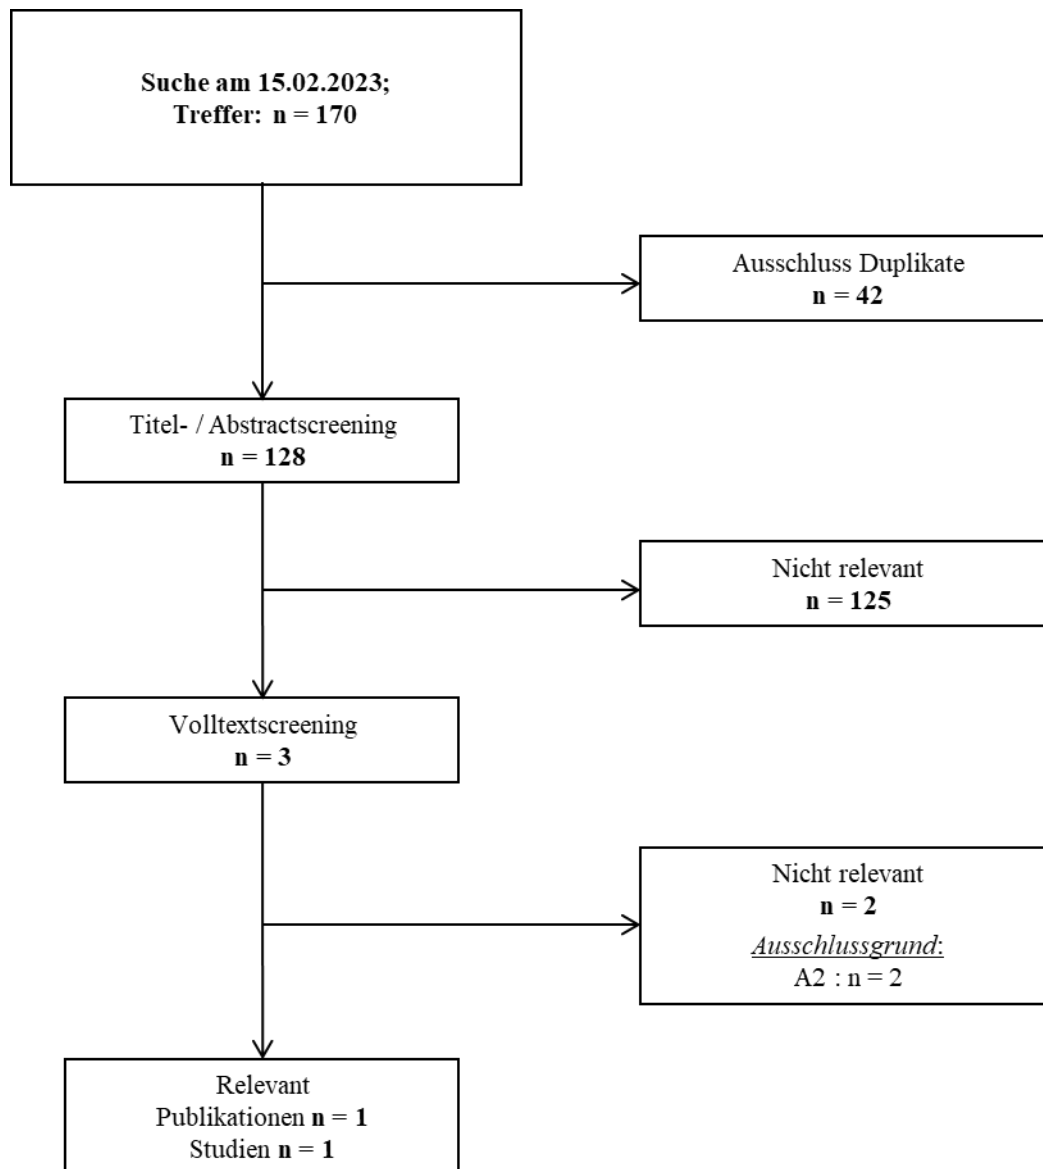 Suche am 15.02.2023;
Treffer: n = 170
Ausschluss Duplikate
n = 42
Titel- / Abstractscreening
n = 128
Nicht relevant
n = 125
Volltextscreening
n = 3
Nicht relevant
n = 2
Ausschlussgrund:
A2 : n = 2
Relevant
Publikationen n = 1
Studien n = 1